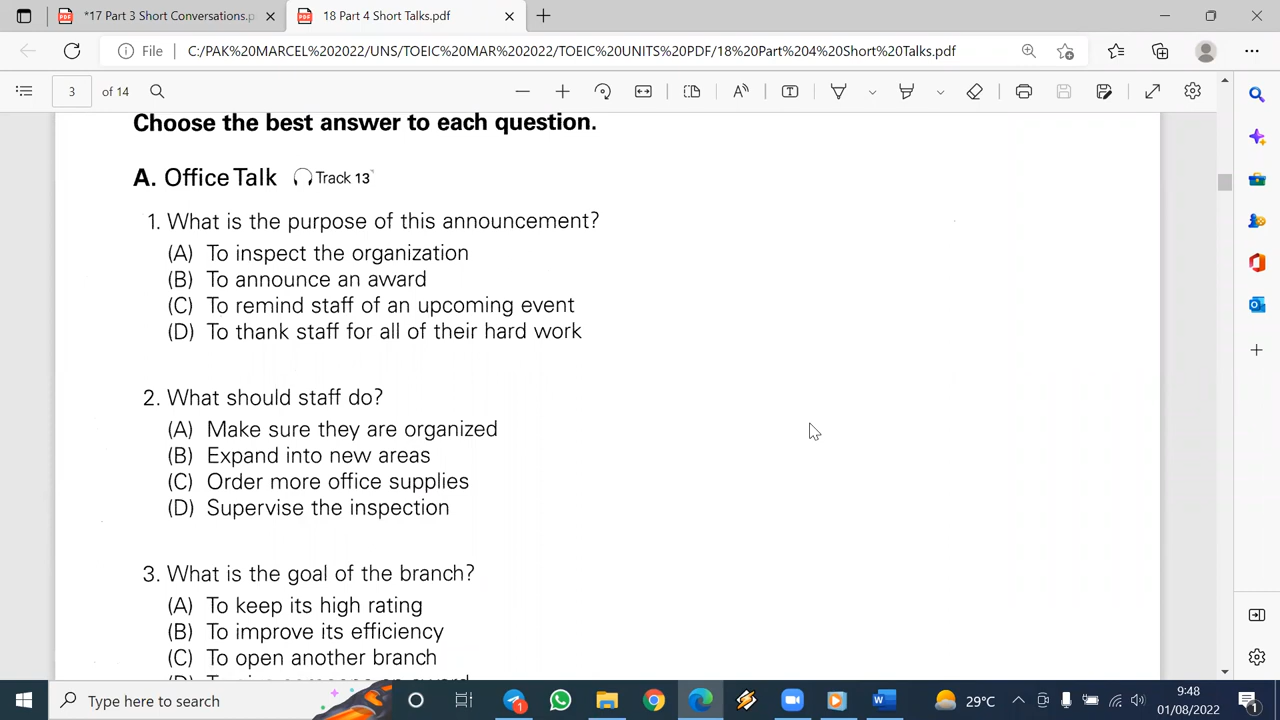 *17 Part 3 Short Conversations.p
18 Part 4 Short Talks.pdf
File
C:/PAK%20MARCEL%202022/UNS/TOEIC%20MAR%202022/TOEIC%20UNITS%20PDF/18%20Part%204%20Short%20Talks.pdf
3 of 14
Choose the best answer to each question.
A. Office Talk Track 13
1. What is the purpose of this announcement?
(A) To inspect the organization
(B) To announce an award
(C) To remind staff of an upcoming event
(D) To thank staff for all of their hard work
2. What should staff do?
(A) Make sure they are organized
(B) Expand into new areas
(C) Order more office supplies
(D) Supervise the inspection
3. What is the goal of the branch?
(A) To keep its high rating
(B) To improve its efficiency
(C) To open another branch
Type here to search
29°C
9:48
01/08/2022